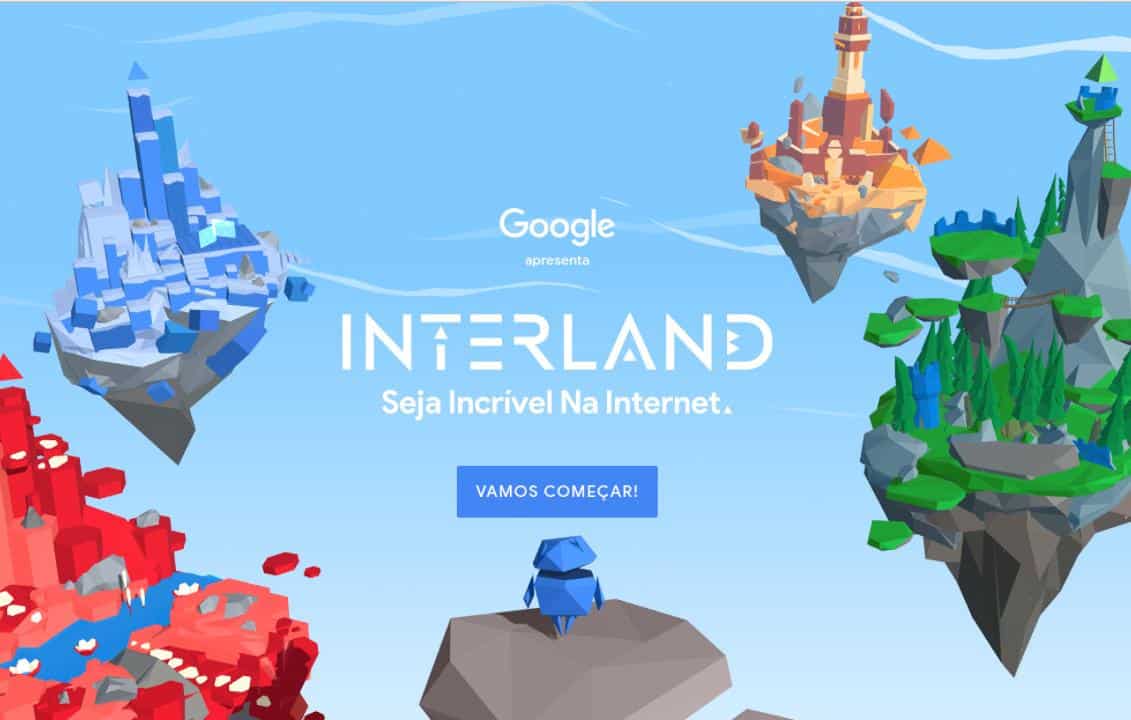 Google
apresenta
INTERLAND
Seja Incrível Na Internet.
VAMOS COMEÇAR!